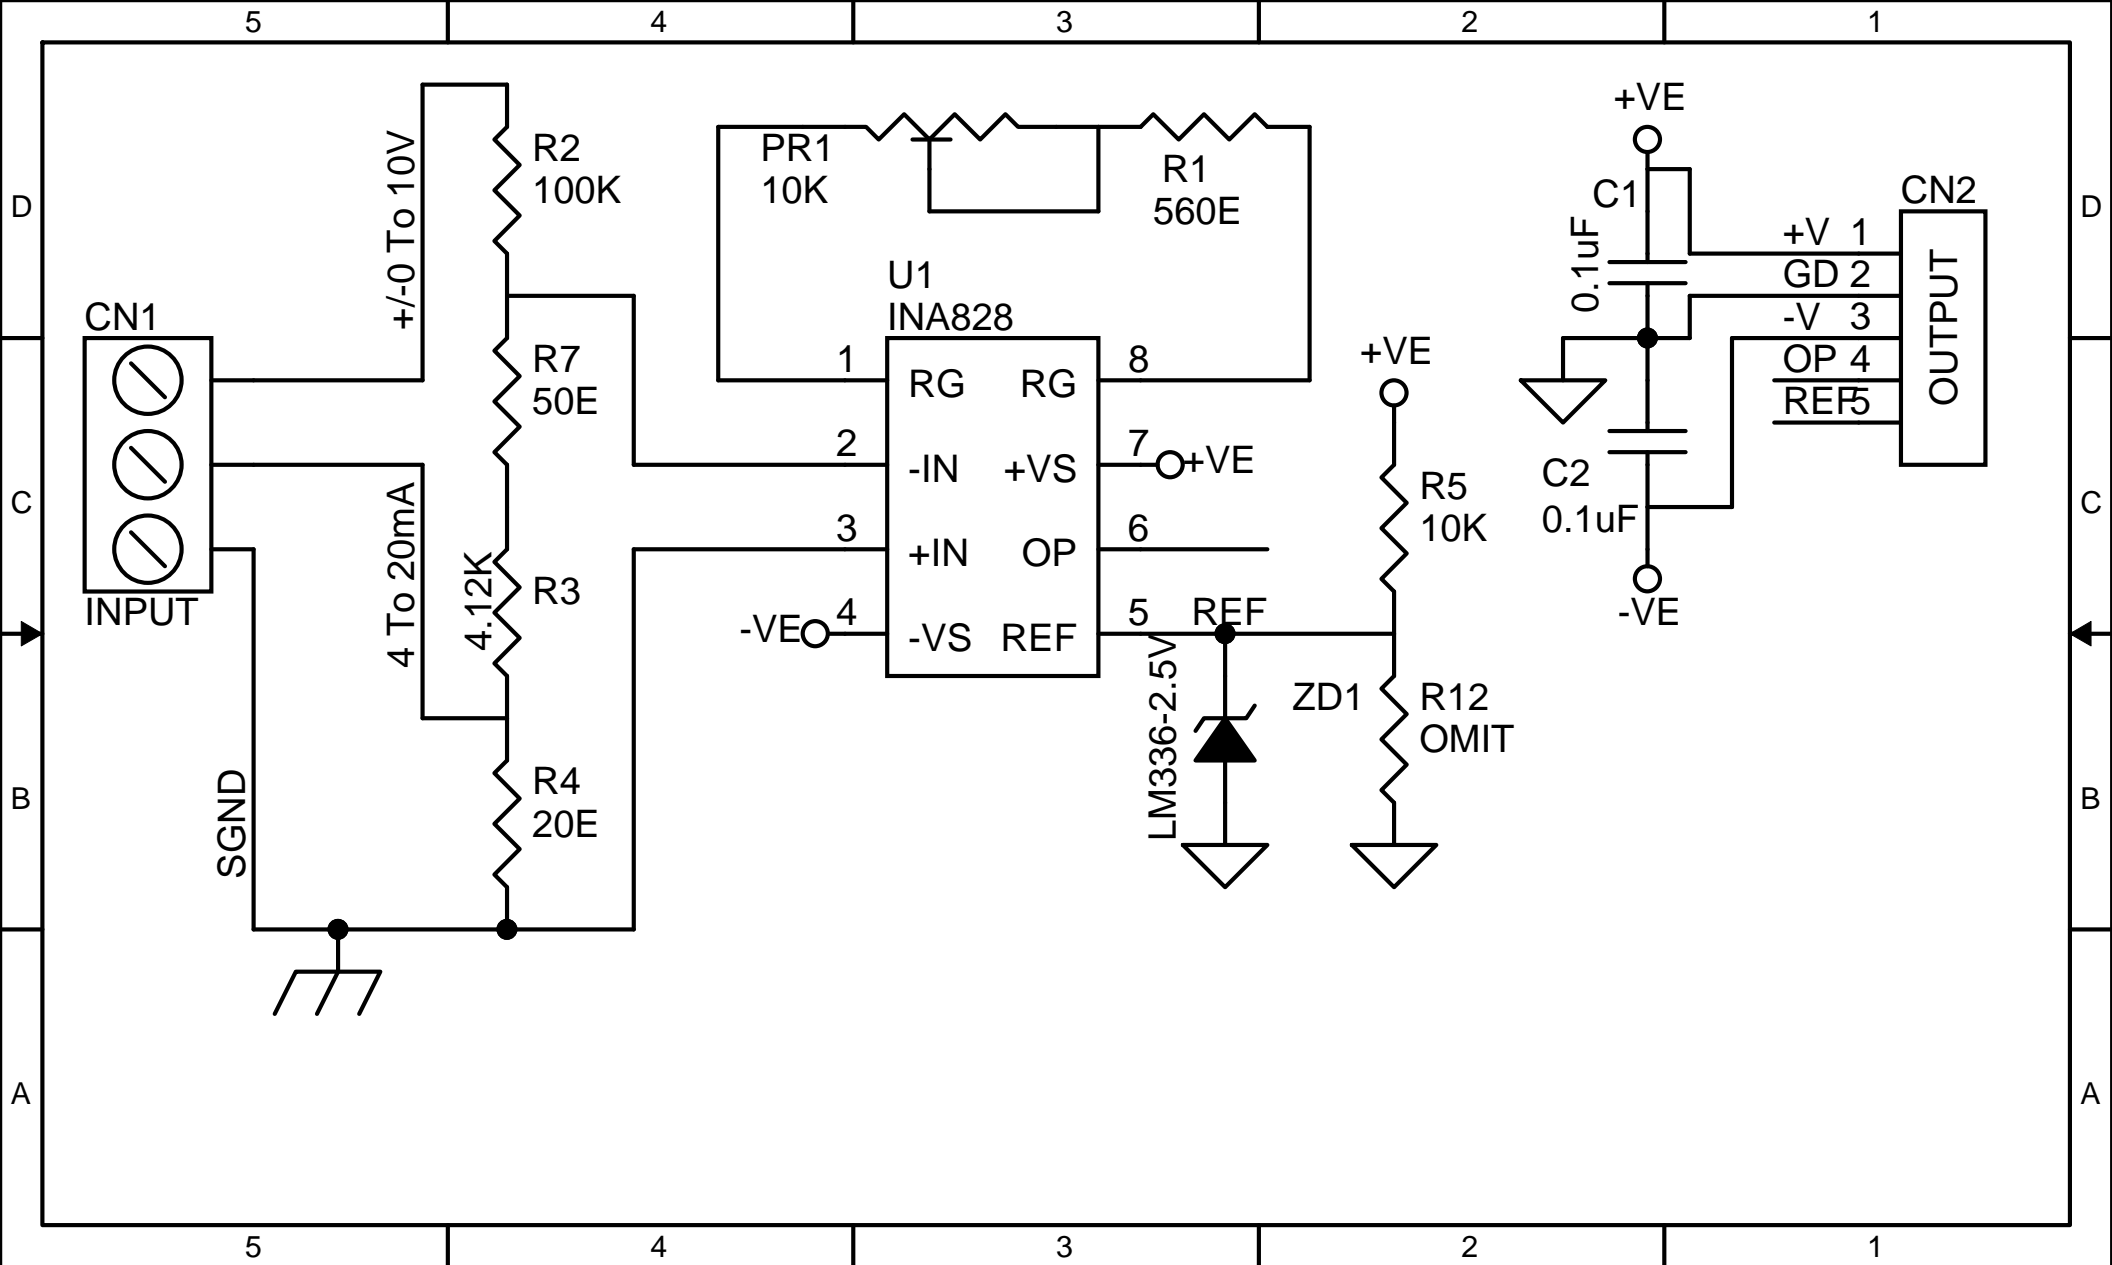 5 4 3 2 1
D
C
B
A
D
C
B
A
5 4 3 2 1
CN1
INPUT
+/-0 To 10V
4 To 20mA
SGND
R2
100K
R7
50E
4.12K
R3
R4
20E
PR1
10K
R1
560E
U1
INA828
1 RG
2 -IN
3 +IN
-VE 4 -VS
RG 8
+VS 7 +VE
OP 6
REF 5 REF
LM336-2.5V
ZD1
+VE
R5
10K
R12
OMIT
+VE
C1
0.1uF
C2
0.1uF
-VE
CN2
+V 1
GD 2
-V 3
OP 4
REF 5
OUTPUT